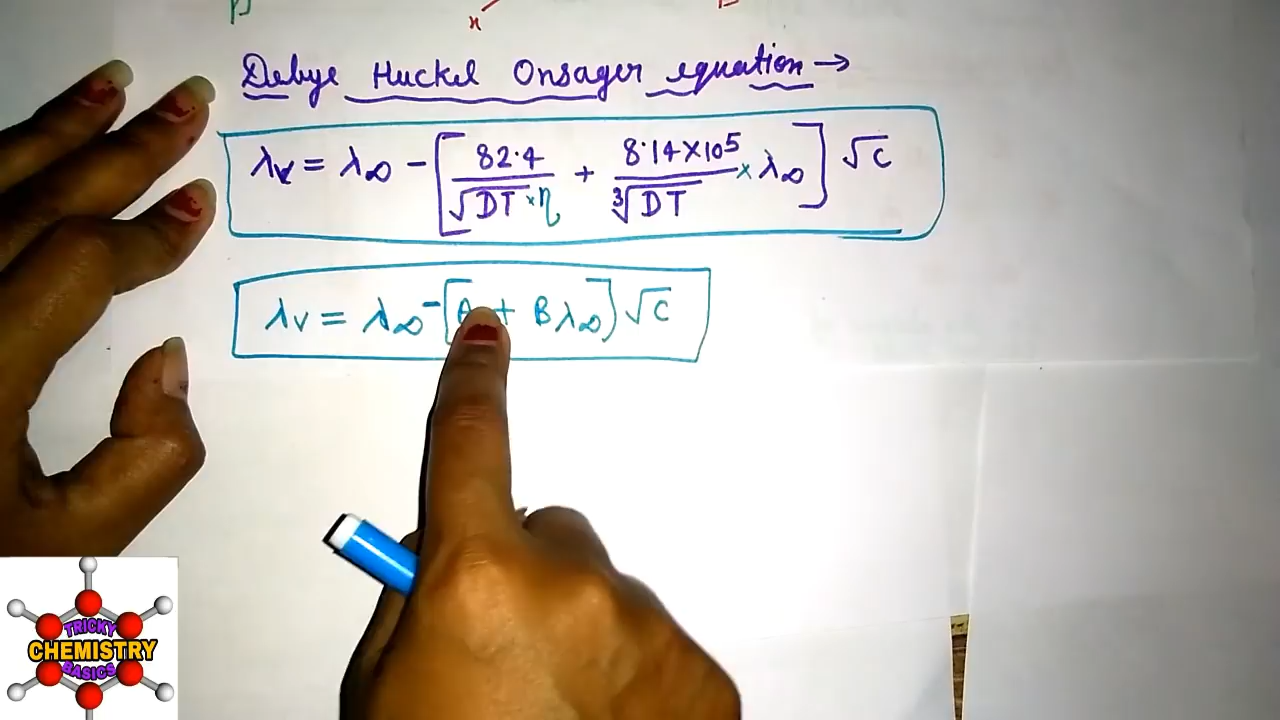 Debye Huckel Onsager equation →
λv = λ∞ - [82.4 / √DT × η + 8.14×10⁵ / ∛DT × λ∞] √c
λv = λ∞ - [A + Bλ∞] √c
TRICKY
CHEMISTRY
BASICS